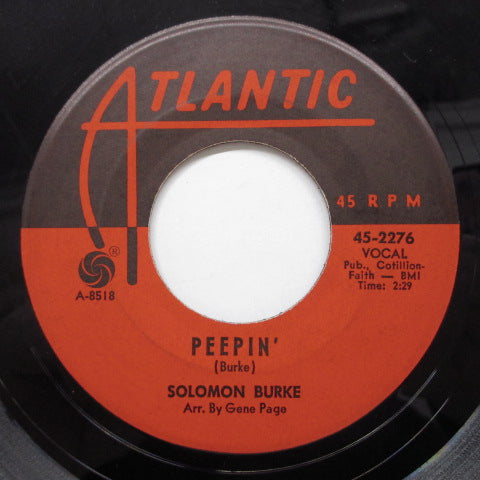 ATLANTIC
45 RPM
®
A-8518
45-2276
VOCAL
Pub., Cotillion-
Faith — BMI
Time: 2:29
PEEPIN'
(Burke)
SOLOMON BURKE
Arr. By Gene Page